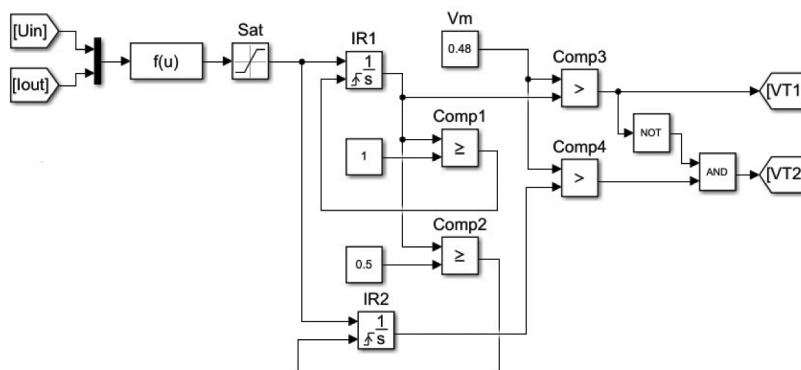 [Uin]
[Iout]
f(u)
Sat
IR1
1
s
Vm
0.48
Comp3
>
[VT1
Comp1
1
≥
NOT
Comp4
>
AND
[VT2
Comp2
0.5
≥
IR2
1
s